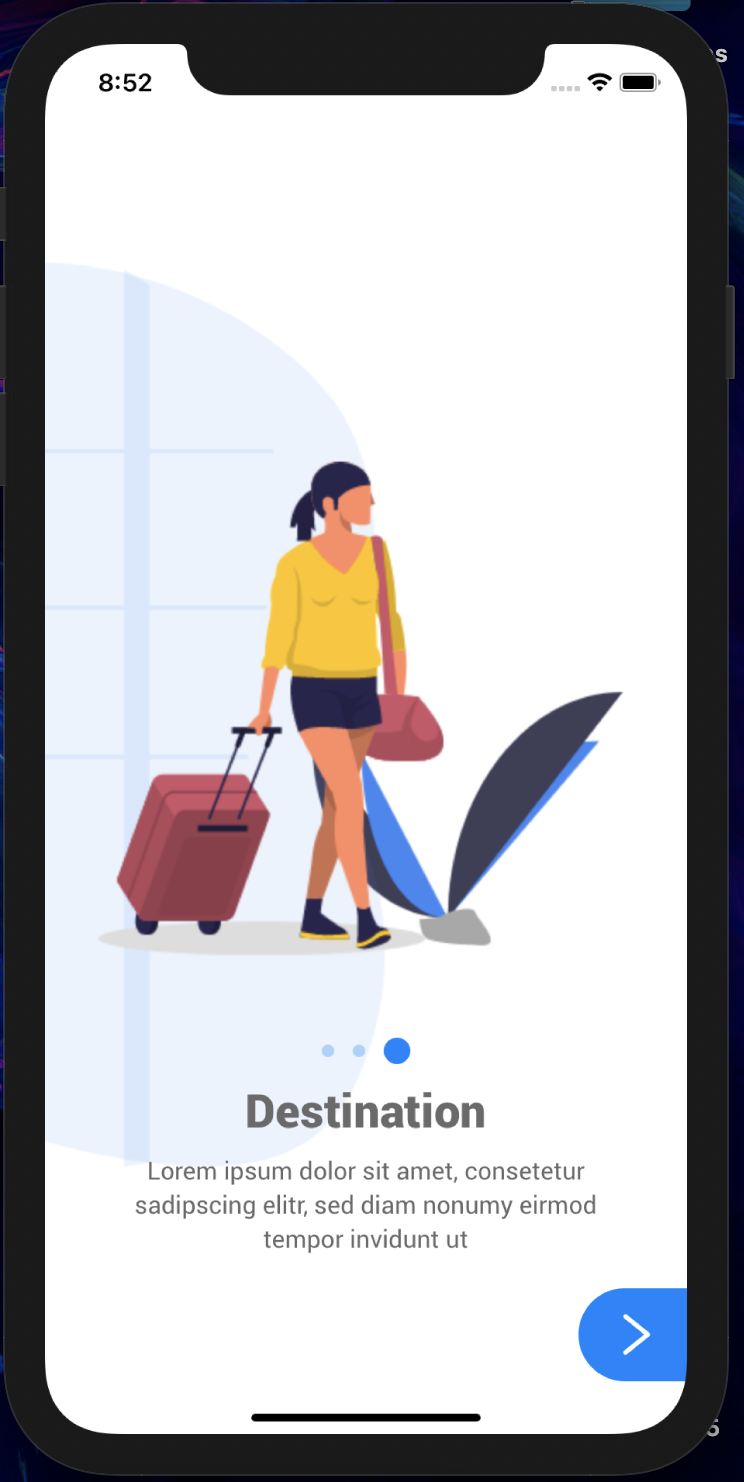 8:52
Destination
Lorem ipsum dolor sit amet, consetetur
sadipscing elitr, sed diam nonumy eirmod
tempor invidunt ut